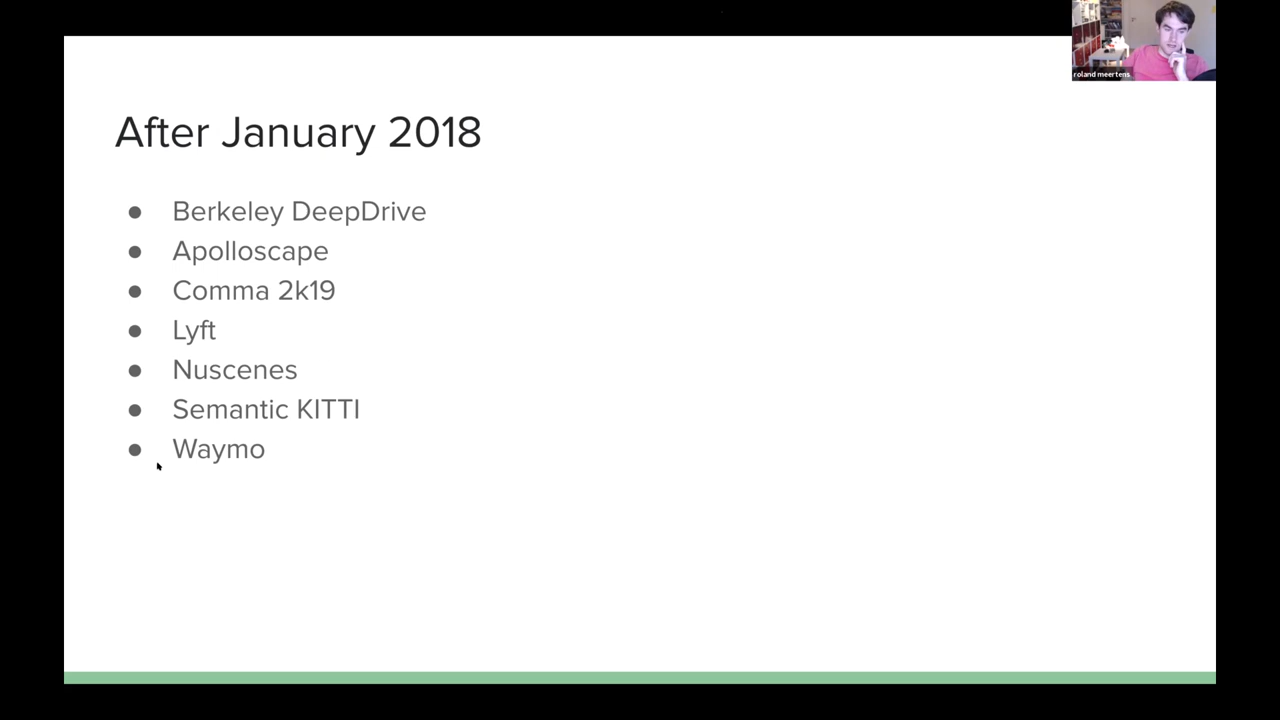 roland meertens
After January 2018
● Berkeley DeepDrive
● Apolloscape
● Comma 2k19
● Lyft
● Nuscenes
● Semantic KITTI
● Waymo